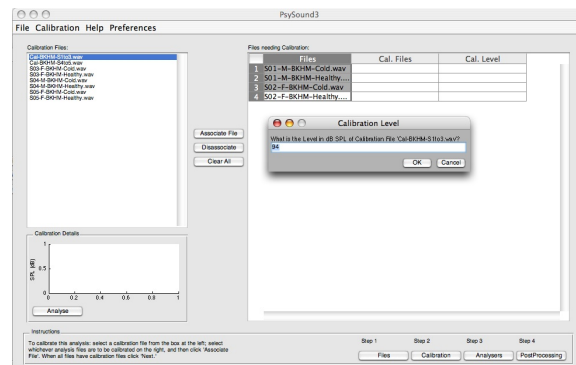 PsySound3
File Calibration Help Preferences
Calibration Files:
Cal-BKHM-S1to3.wav
Cal-BKHM-S4to5.wav
S03-F-BKHM-Cold.wav
S03-F-BKHM-Healthy.wav
S04-M-BKHM-Cold.wav
S04-M-BKHM-Healthy.wav
S05-F-BKHM-Cold.wav
S05-F-BKHM-Healthy.wav
Associate File
Disassociate
Clear All
Files needing Calibration:
Files Cal. Files Cal. Level
1 S01-M-BKHM-Cold.wav
2 S01-M-BKHM-Healthy....
3 S02-F-BKHM-Cold.wav
4 S02-F-BKHM-Healthy....
Calibration Level
What is the Level in dB SPL of Calibration File 'Cal-BKHM-S1to3.wav?
94
OK Cancel
Calibration Details
SPL (dB)
1
0.5
0
0 0.2 0.4 0.6 0.8 1
Analyse
Instructions
To calibrate this analysis: select a calibration file from the box at the left; select
whichever analysis files are to be calibrated on the right, and then click 'Associate
File'. When all files have calibration files click 'Next.'
Step 1 Step 2 Step 3 Step 4
Files Calibration Analysers PostProcessing